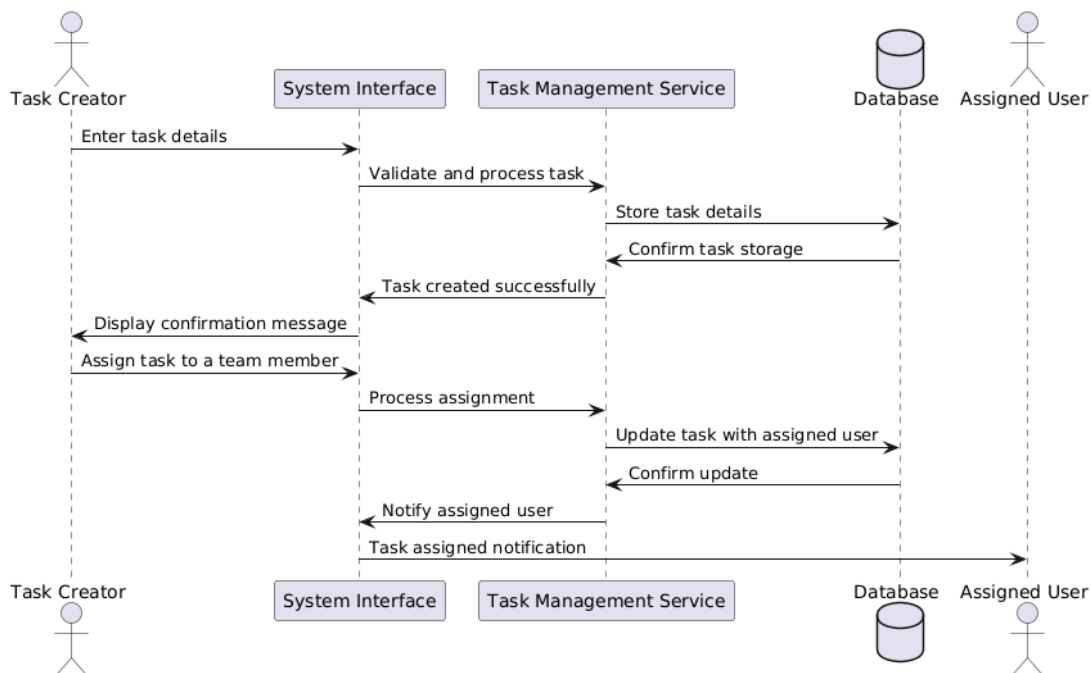 Task Creator
System Interface
Task Management Service
Database
Assigned User
Enter task details
Validate and process task
Store task details
Confirm task storage
Task created successfully
Display confirmation message
Assign task to a team member
Process assignment
Update task with assigned user
Confirm update
Notify assigned user
Task assigned notification
Task Creator
System Interface
Task Management Service
Database
Assigned User